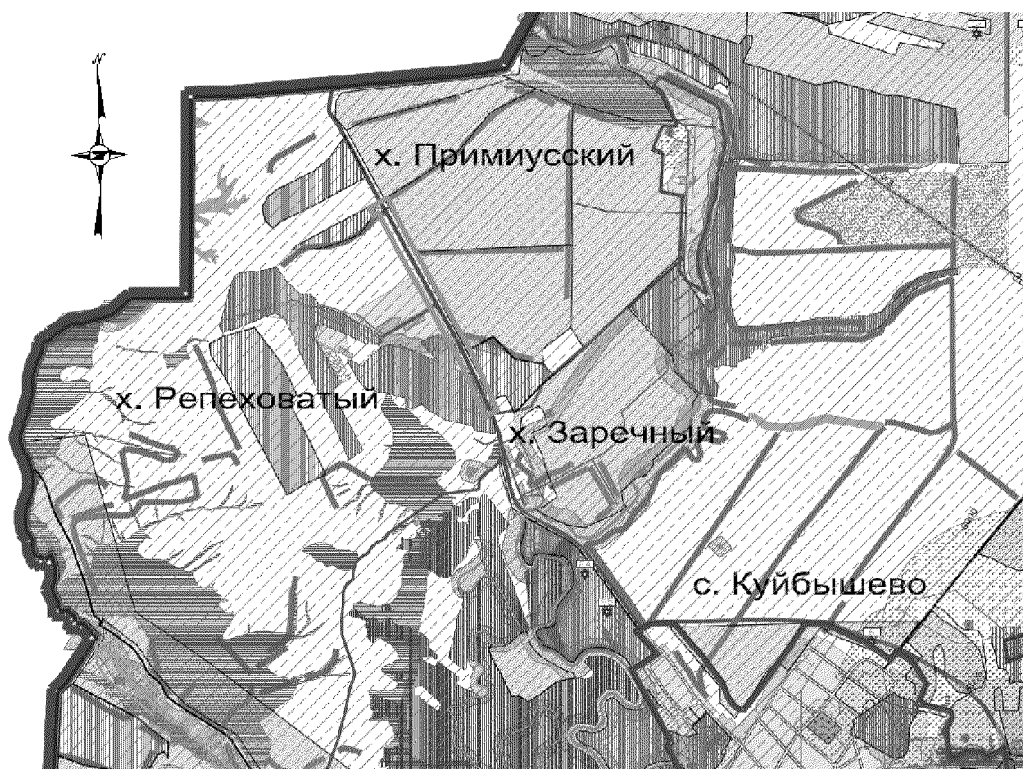 N
х. Примиусский
х. Репеховатый
х. Заречный
с. Куйбышево